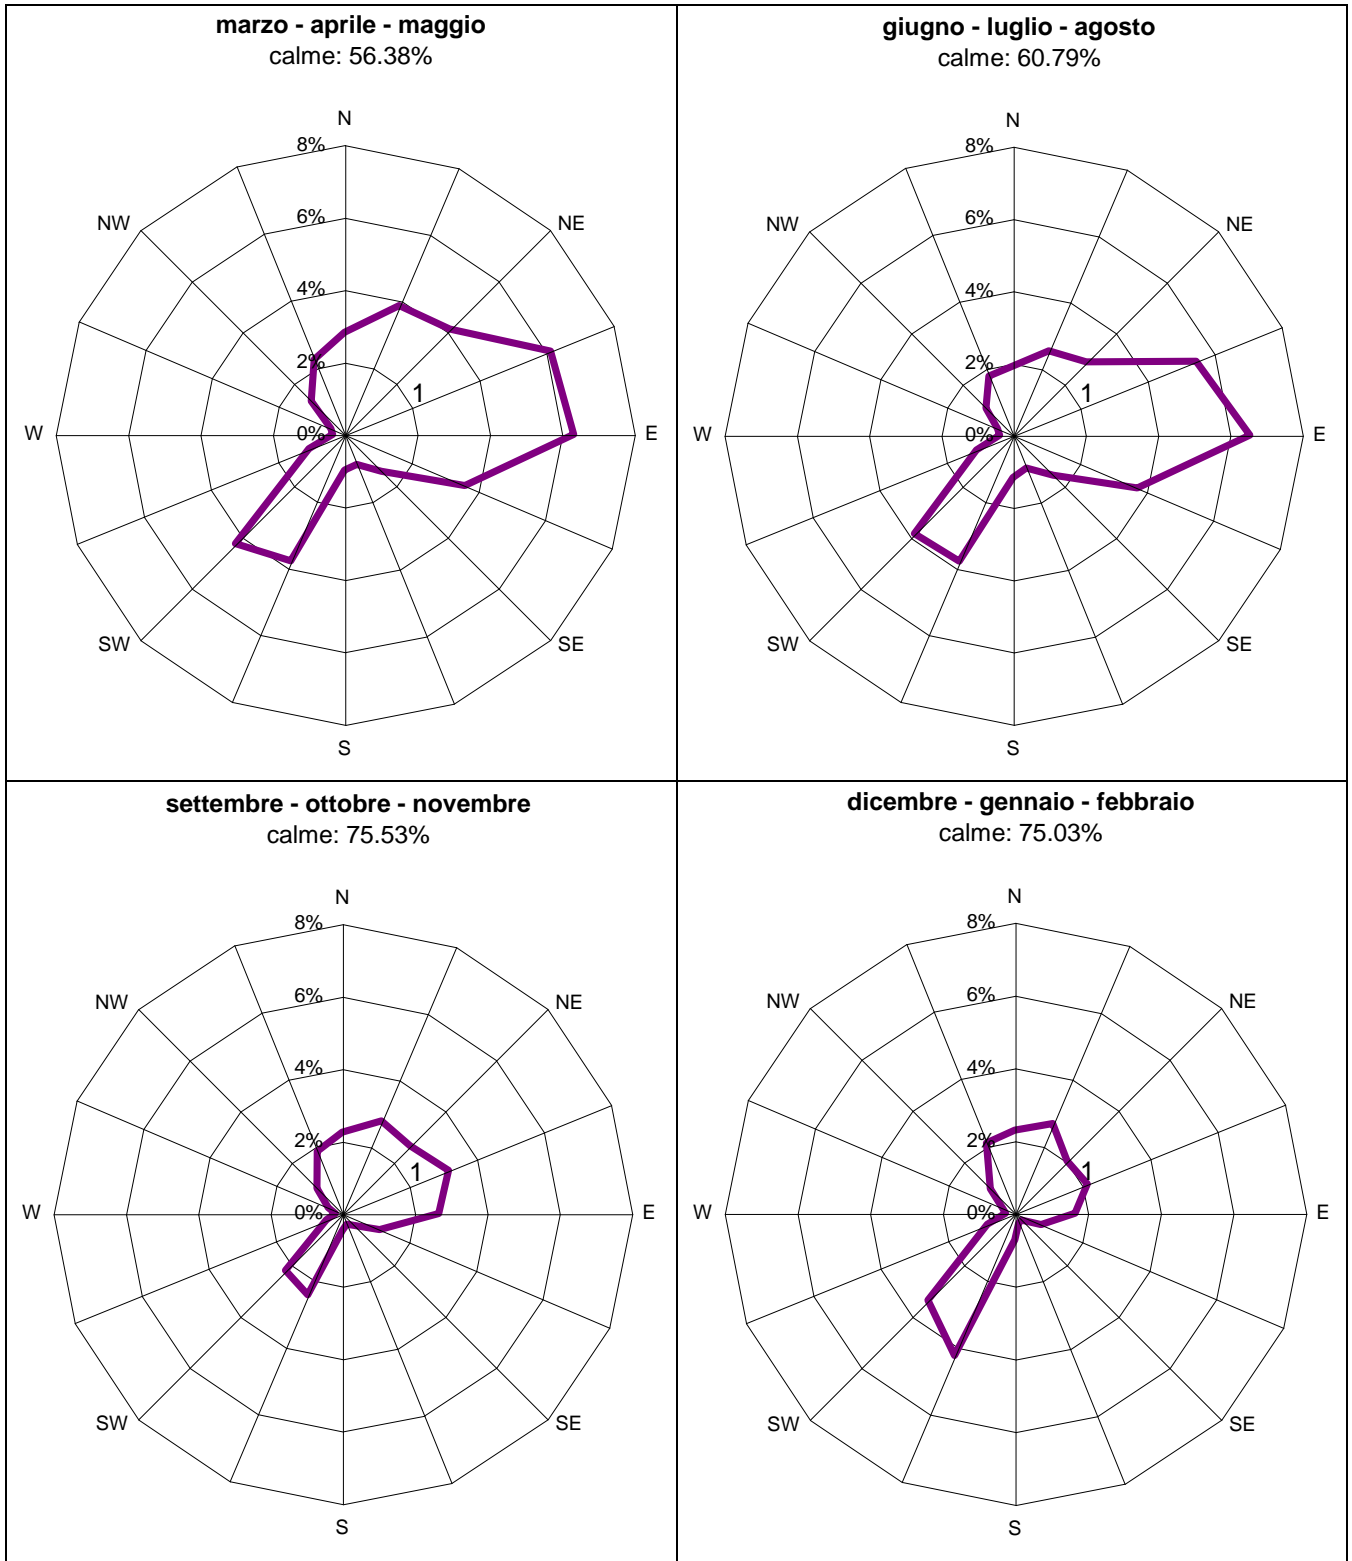 marzo - aprile - maggio
calme: 56.38%
N
8%
NW
NE
6%
4%
2%
1
W
0%
E
SW
SE
S
giugno - luglio - agosto
calme: 60.79%
N
8%
NW
NE
6%
4%
2%
1
W
0%
E
SW
SE
S
settembre - ottobre - novembre
calme: 75.53%
N
8%
NW
NE
6%
4%
2%
1
W
0%
E
SW
SE
S
dicembre - gennaio - febbraio
calme: 75.03%
N
8%
NW
NE
6%
4%
2%
1
W
0%
E
SW
SE
S